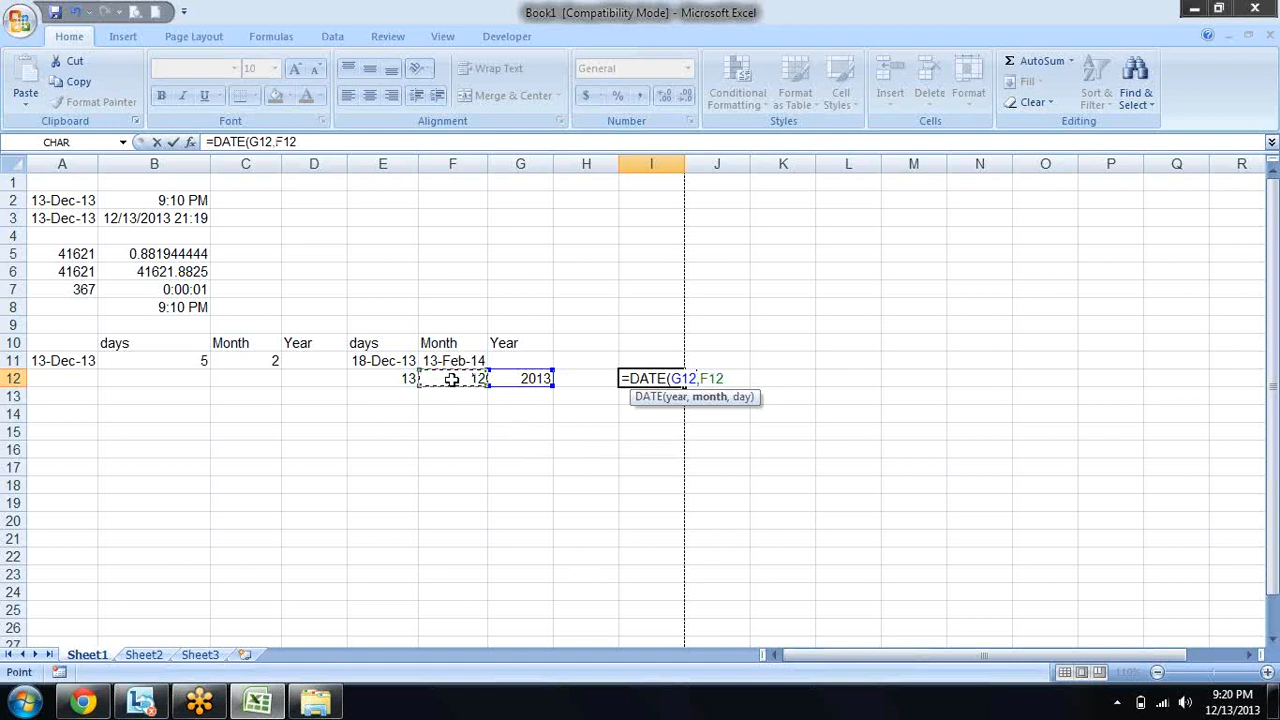 Book1 [Compatibility Mode] - Microsoft Excel
Home Insert Page Layout Formulas Data Review View Developer
Paste
Cut
Copy
Format Painter
Clipboard
10
B I U
A A
Font
Wrap Text
Merge & Center
Alignment
General
$ % ,
Number
Conditional Formatting
Format as Table
Cell Styles
Styles
Insert
Delete
Format
Cells
Σ AutoSum
Fill
Clear
Sort & Filter
Find & Select
Editing
CHAR fx =DATE(G12,F12
A B C D E F G H I J K L M N O P Q R
1
2 13-Dec-13 9:10 PM
3 13-Dec-13 12/13/2013 21:19
4
5 41621 0.881944444
6 41621 41621.8825
7 367 0:00:01
8 9:10 PM
9
10 days Month Year days Month Year
11 13-Dec-13 5 2 18-Dec-13 13-Feb-14
12 13 12 2013 =DATE(G12,F12
13 DATE(year, month, day)
14
15
16
17
18
19
20
21
22
23
24
25
26
27
Sheet1 Sheet2 Sheet3
Point 110%
9:20 PM
12/13/2013